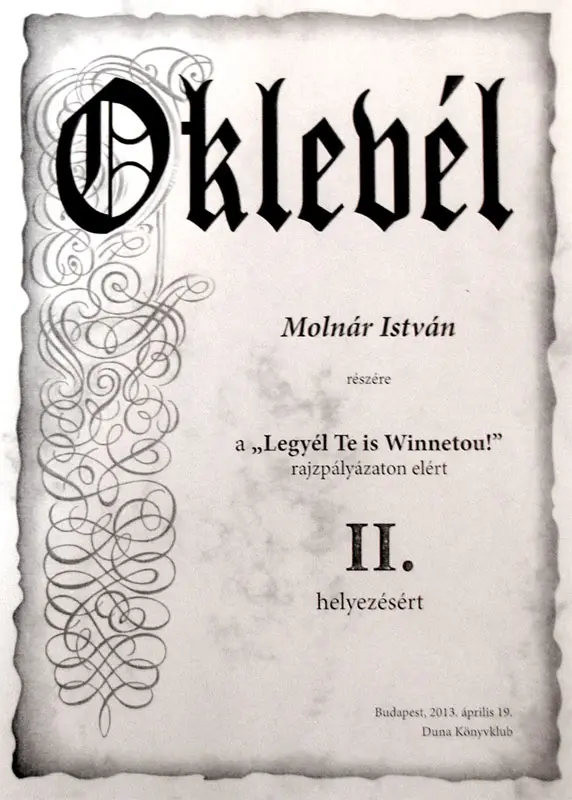 Oklevél
Molnár István
részére
a „Legyél Te is Winnetou!”
rajzpályázaton elért
II.
helyezésért
Budapest, 2013. április 19.
Duna Könyvklub